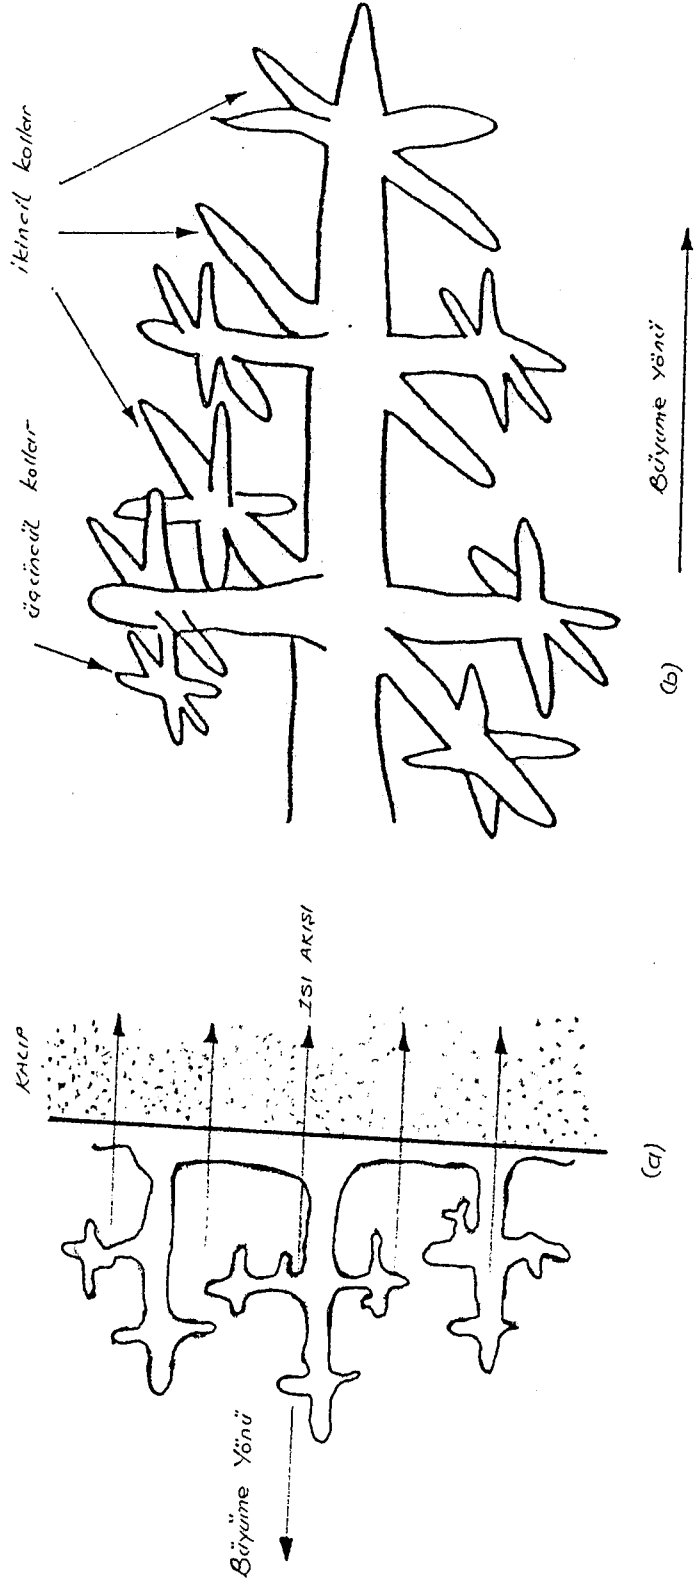 KALIP
ISI AKIŞI
Büyüme Yönü
(a)
ikincil kollar
üçüncül kollar
Büyüme Yönü
(b)